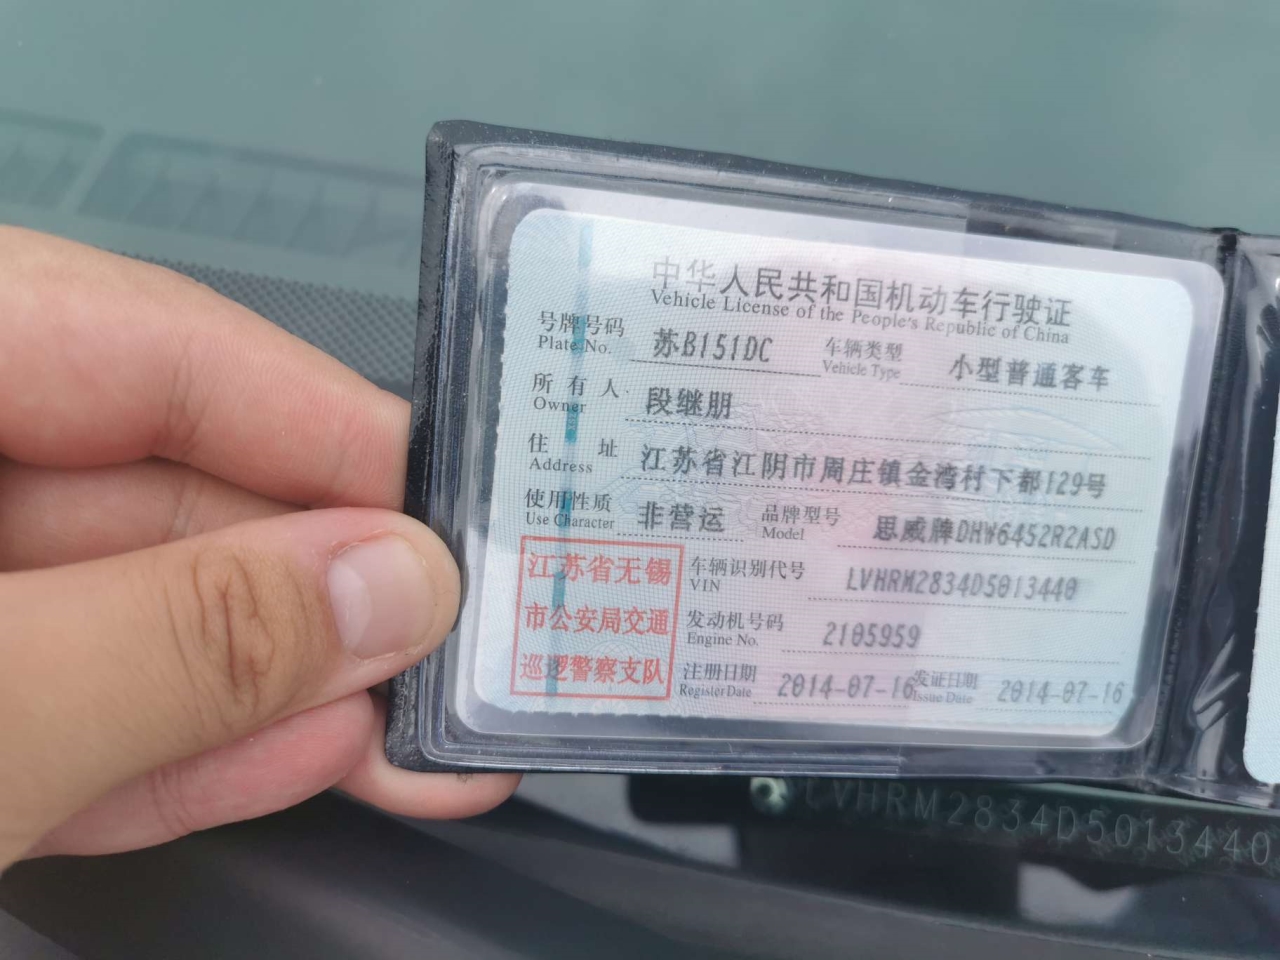 中华人民共和国机动车行驶证
Vehicle License of the People's Republic of China
号牌号码 苏B151DC 车辆类型 小型普通客车
Plate No. Vehicle Type
所有人 段继朋
Owner
住址 江苏省江阴市周庄镇金湾村下都129号
Address
使用性质 非营运 品牌型号 思威牌DHW6452R2ASD
Use Character Model
江苏省无锡
市公安局交通
巡逻警察支队
车辆识别代号 LVHRM2834D5013440
VIN
发动机号码 2105959
Engine No.
注册日期 2014-07-16 发证日期 2014-07-16
Register Date Issue Date
LVHRM2834D5013440